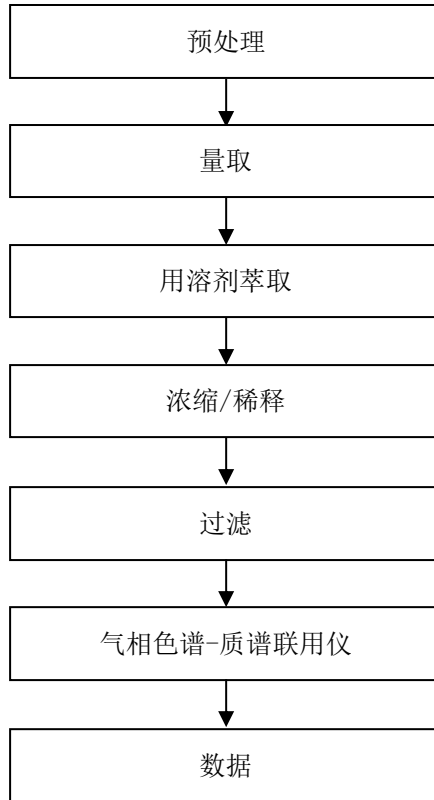 预处理
量取
用溶剂萃取
浓缩/稀释
过滤
气相色谱-质谱联用仪
数据